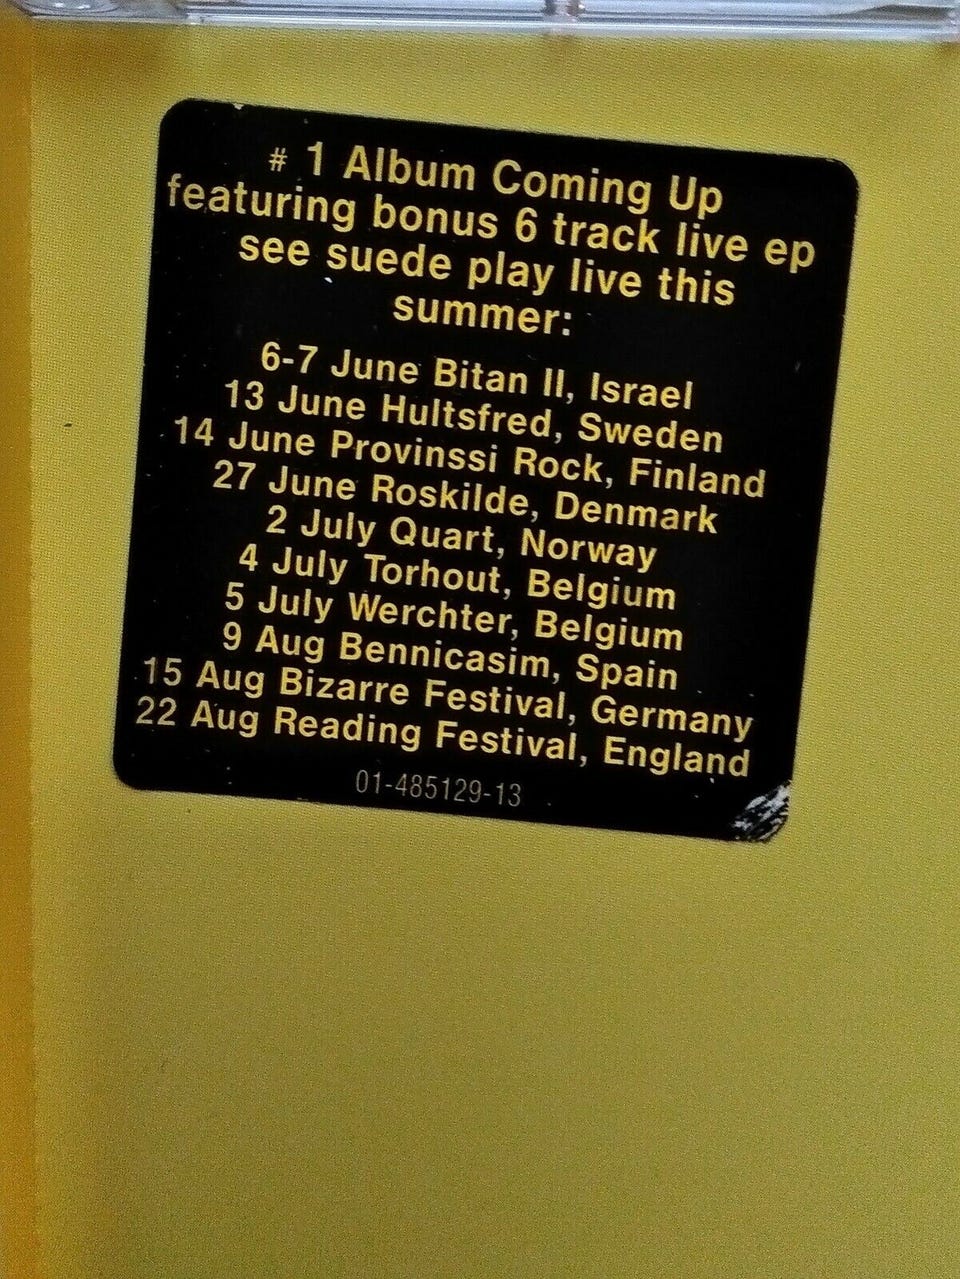 # 1 Album Coming Up
featuring bonus 6 track live ep
see suede play live this
summer:
6-7 June Bitan II, Israel
13 June Hultsfred, Sweden
14 June Provinssi Rock, Finland
27 June Roskilde, Denmark
2 July Quart, Norway
4 July Torhout, Belgium
5 July Werchter, Belgium
9 Aug Bennicasim, Spain
15 Aug Bizarre Festival, Germany
22 Aug Reading Festival, England
01-485129-13